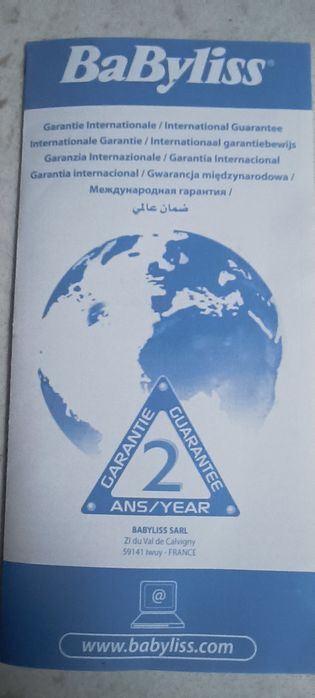 BaByliss®
Garantie Internationale / International Guarantee
Internationale Garantie / Internationaal garantiebewijs
Garanzia Internazionale / Garantia Internacional
Garantia internacional / Gwarancja międzynarodowa /
Международная гарантия /
ضمان عالمي
GARANTIE GUARANTEE
2
ANS/YEAR
BABYLISS SARL
ZI du Val de Calvigny
59141 Iwuy - FRANCE
@
www.babyliss.com